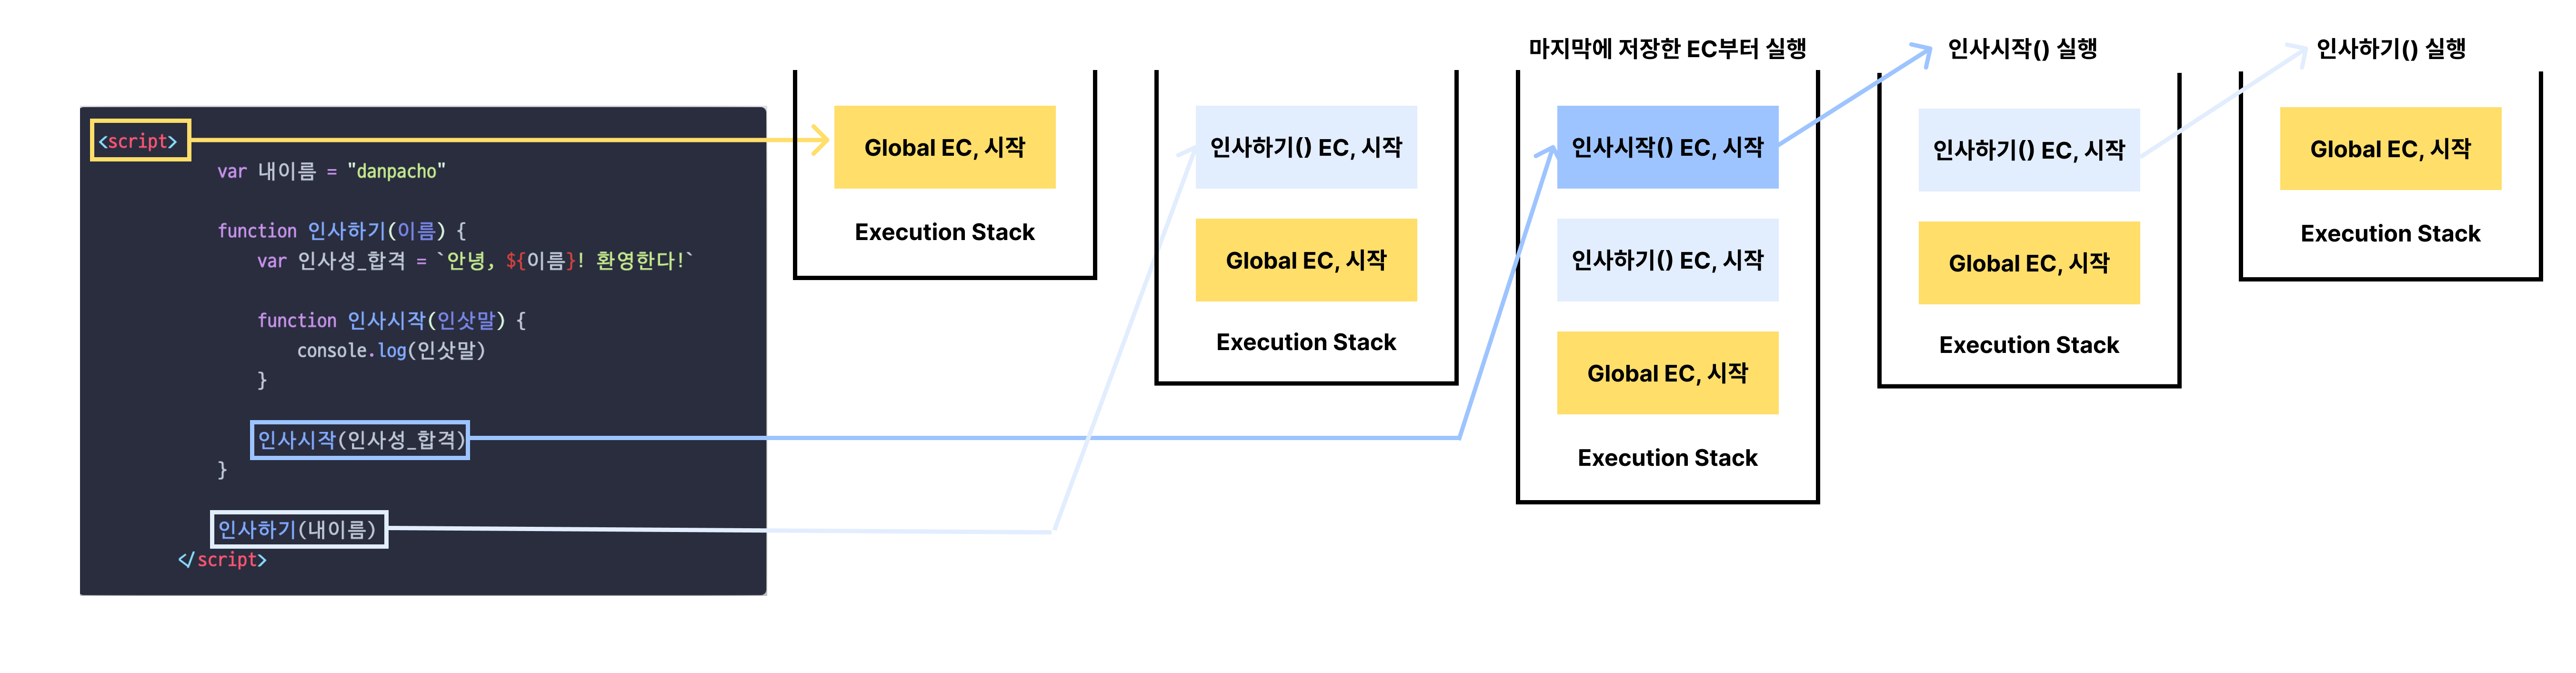 <script>
var 내이름 = "danpacho"
function 인사하기(이름) {
var 인사성_합격 = `안녕, ${이름}! 환영한다!`
function 인사시작(인삿말) {
console.log(인삿말)
}
인사시작(인사성_합격)
}
인사하기(내이름)
</script>
Global EC, 시작
Execution Stack
인사하기() EC, 시작
Global EC, 시작
Execution Stack
마지막에 저장한 EC부터 실행
인사시작() EC, 시작
인사하기() EC, 시작
Global EC, 시작
Execution Stack
인사시작() 실행
인사하기() EC, 시작
Global EC, 시작
Execution Stack
인사하기() 실행
Global EC, 시작
Execution Stack